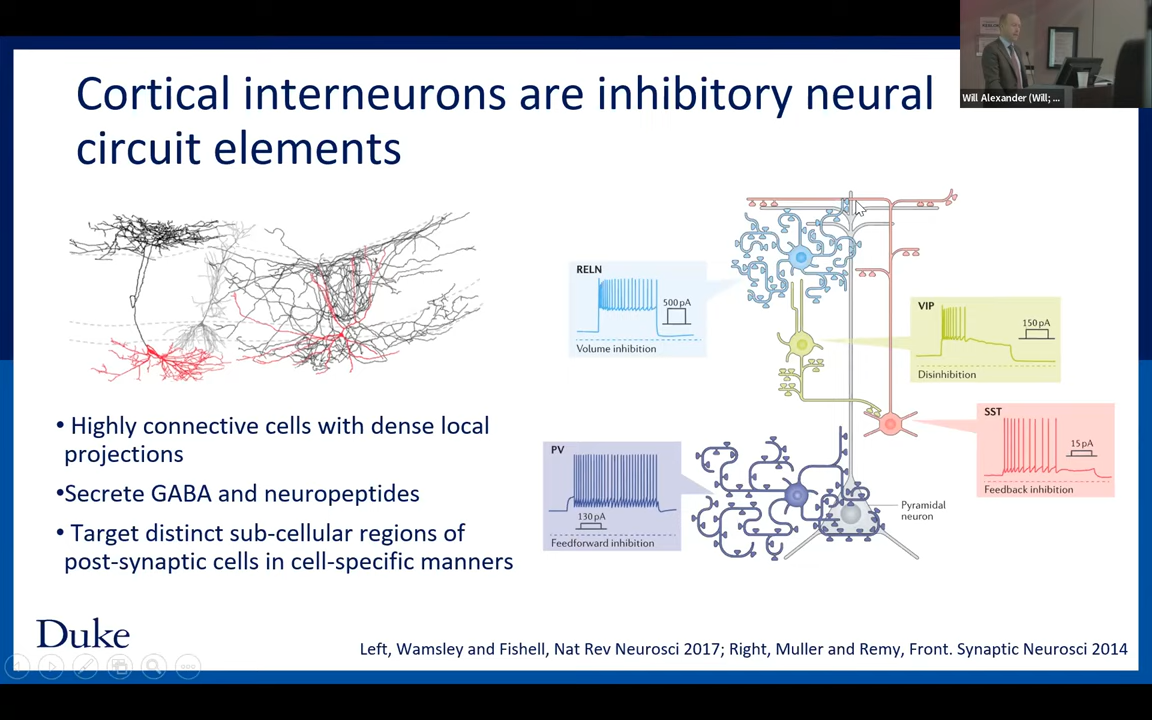 Cortical interneurons are inhibitory neural
circuit elements
Will Alexander (Will; ...
RELN
500 pA
Volume inhibition
VIP
150 pA
Disinhibition
SST
15 pA
Feedback inhibition
PV
130 pA
Feedforward inhibition
Pyramidal
neuron
• Highly connective cells with dense local
projections
•Secrete GABA and neuropeptides
• Target distinct sub-cellular regions of
post-synaptic cells in cell-specific manners
Duke
Left, Wamsley and Fishell, Nat Rev Neurosci 2017; Right, Muller and Remy, Front. Synaptic Neurosci 2014